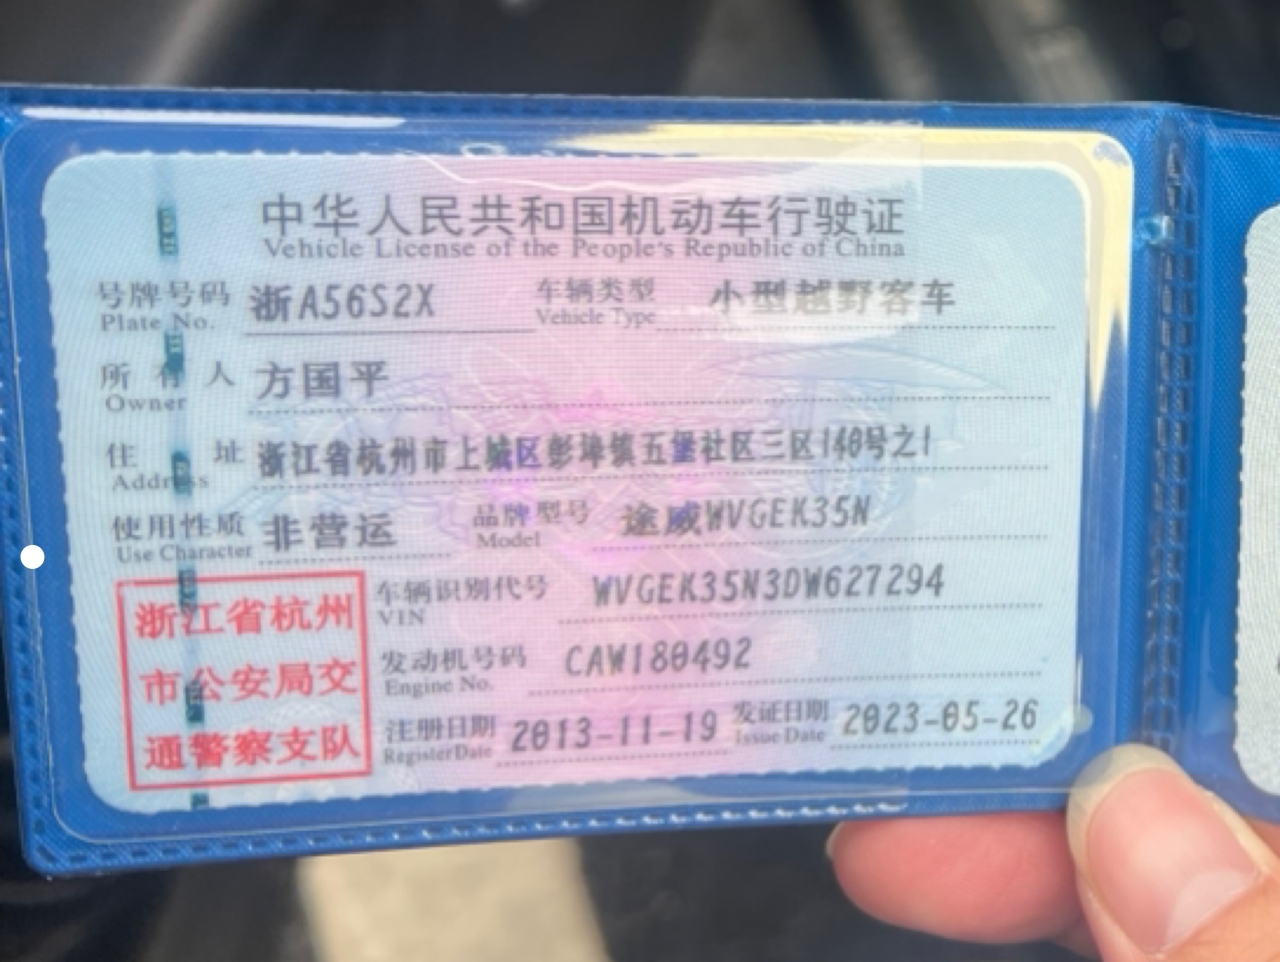 中华人民共和国机动车行驶证
Vehicle License of the People's Republic of China
号牌号码 浙A56S2X 车辆类型 小型越野客车
Plate No. Vehicle Type
所有人 方国平
Owner
住址 浙江省杭州市上城区彭埠镇五堡社区三区140号之1
Address
使用性质 非营运 品牌型号 途威WVGEK35N
Use Character Model
车辆识别代号 WVGEK35N3DW627294
VIN
发动机号码 CAW180492
Engine No.
注册日期 2013-11-19 发证日期 2023-05-26
Register Date Issue Date
浙江省杭州
市公安局交
通警察支队